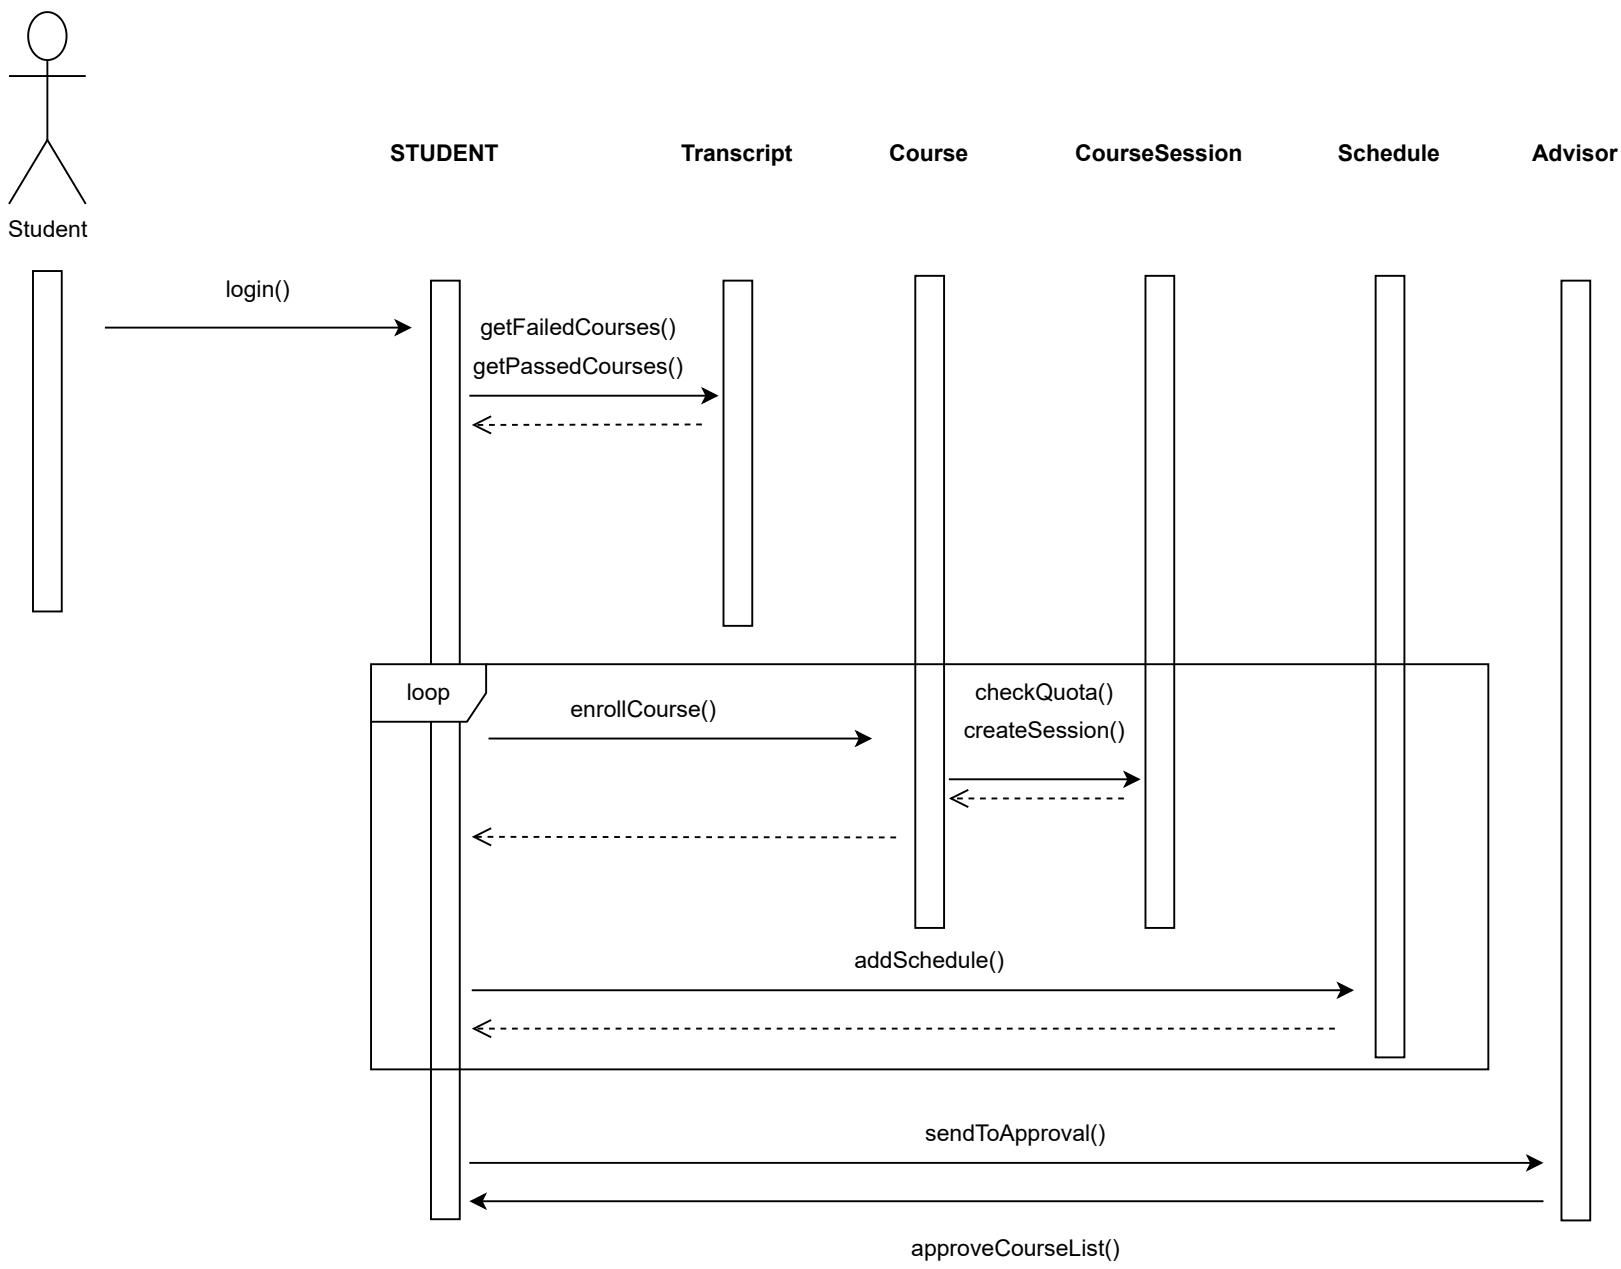 STUDENT
Transcript
Course
CourseSession
Schedule
Advisor
Student
login()
getFailedCourses()
getPassedCourses()
loop
enrollCourse()
checkQuota()
createSession()
addSchedule()
sendToApproval()
approveCourseList()